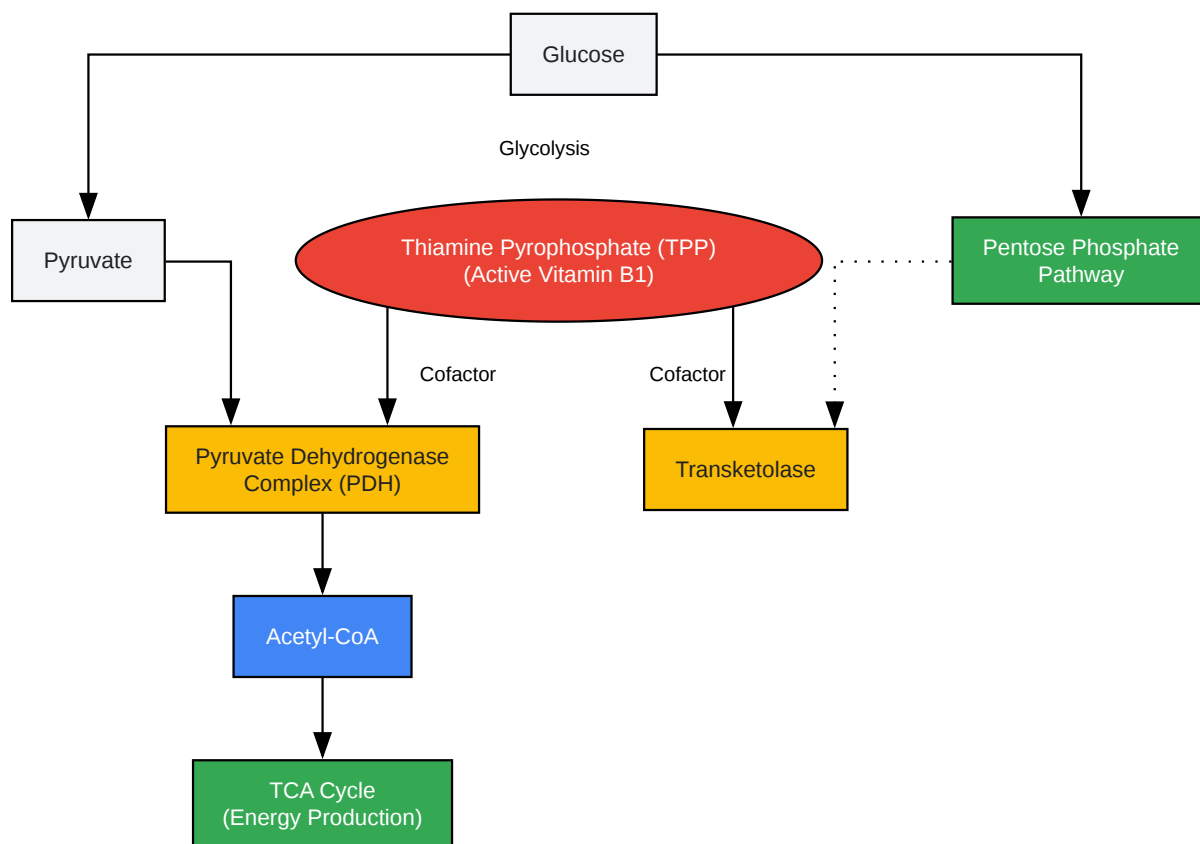 Glucose
Glycolysis
Pyruvate
Thiamine Pyrophosphate (TPP)
(Active Vitamin B1)
Pentose Phosphate
Pathway
Cofactor
Cofactor
Pyruvate Dehydrogenase
Complex (PDH)
Transketolase
Acetyl-CoA
TCA Cycle
(Energy Production)